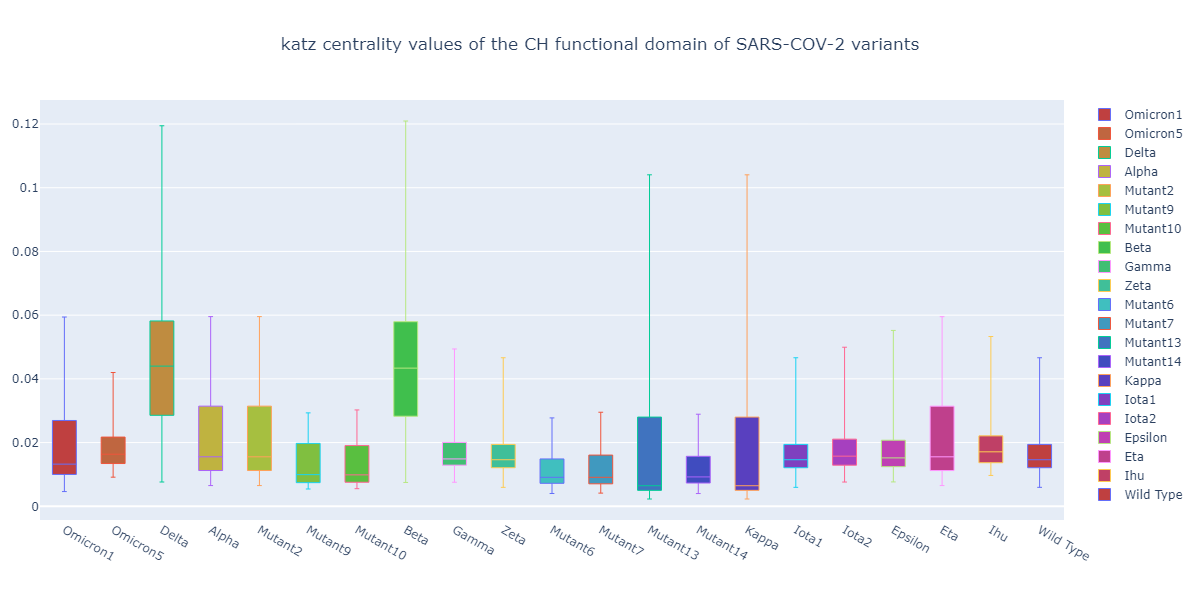 katz centrality values of the CH functional domain of SARS-COV-2 variants
0.12
0.1
0.08
0.06
0.04
0.02
0
Omicron1
Omicron5
Delta
Alpha
Mutant2
Mutant9
Mutant10
Beta
Gamma
Zeta
Mutant6
Mutant7
Mutant13
Mutant14
Kappa
Iota1
Iota2
Epsilon
Eta
Ihu
Wild Type
Omicron1
Omicron5
Delta
Alpha
Mutant2
Mutant9
Mutant10
Beta
Gamma
Zeta
Mutant6
Mutant7
Mutant13
Mutant14
Kappa
Iota1
Iota2
Epsilon
Eta
Ihu
Wild Type